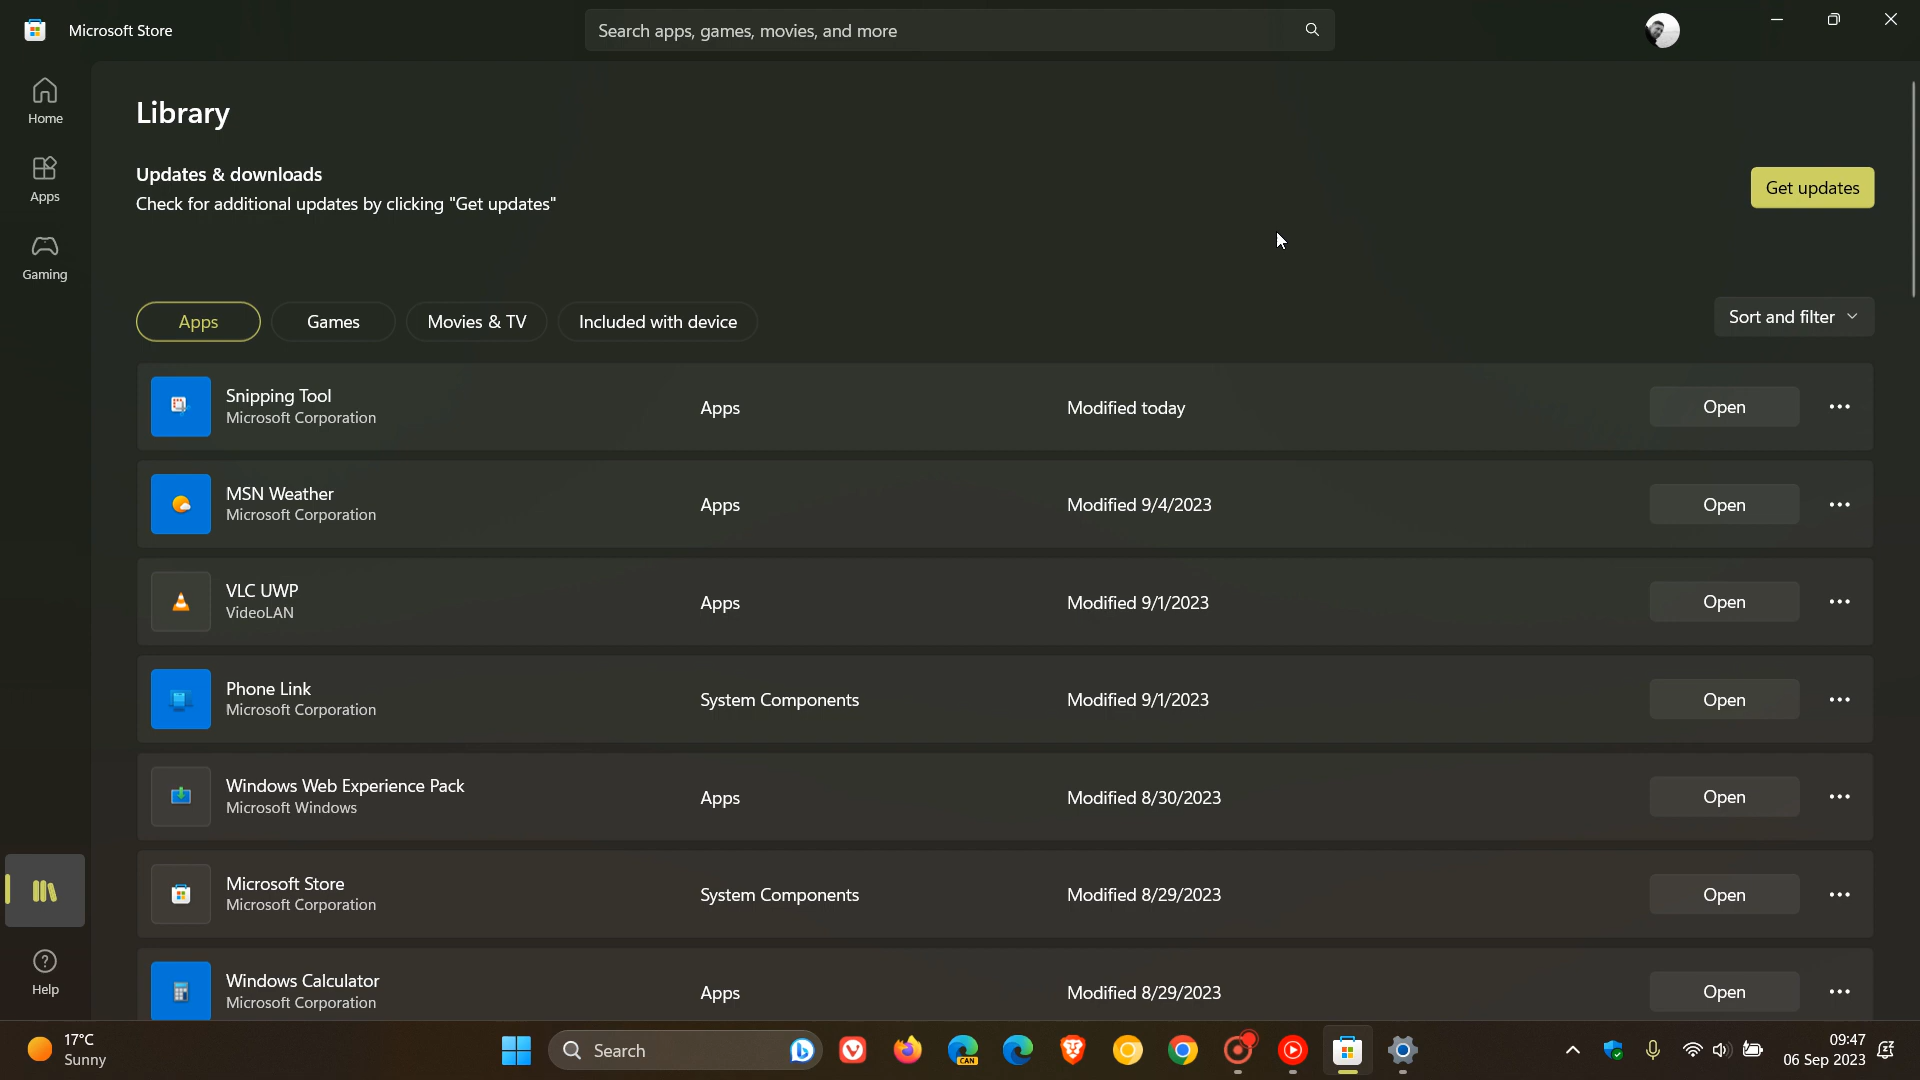 Microsoft Store
Search apps, games, movies, and more
Home
Apps
Gaming
Library
Updates & downloads
Check for additional updates by clicking "Get updates"
Get updates
Apps
Games
Movies & TV
Included with device
Sort and filter
Snipping Tool
Microsoft Corporation
Apps
Modified today
Open
MSN Weather
Microsoft Corporation
Apps
Modified 9/4/2023
Open
VLC UWP
VideoLAN
Apps
Modified 9/1/2023
Open
Phone Link
Microsoft Corporation
System Components
Modified 9/1/2023
Open
Windows Web Experience Pack
Microsoft Windows
Apps
Modified 8/30/2023
Open
Microsoft Store
Microsoft Corporation
System Components
Modified 8/29/2023
Open
Windows Calculator
Microsoft Corporation
Apps
Modified 8/29/2023
Open
Help
17°C
Sunny
Search
CAN
09:47
06 Sep 2023